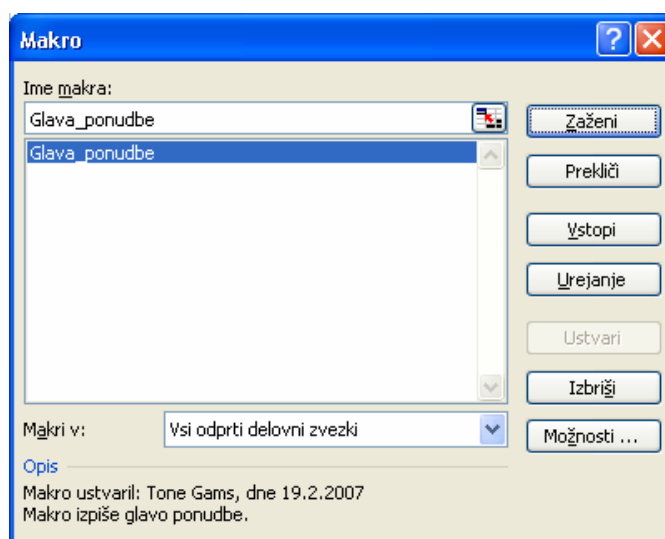 Makro
Ime makra:
Glava_ponudbe
Glava_ponudbe
Zaženi
Prekliči
Vstopi
Urejanje
Ustvari
Izbriši
Možnosti ...
Makri v:
Vsi odprti delovni zvezki
Opis
Makro ustvaril: Tone Gams, dne 19.2.2007
Makro izpiše glavo ponudbe.